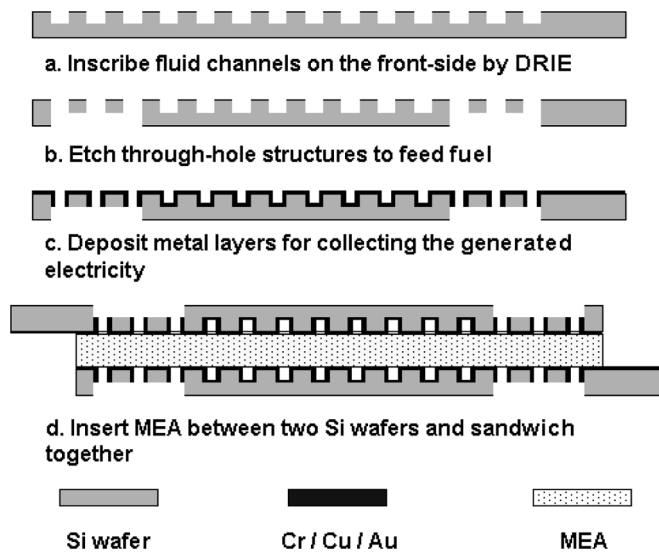 a. Inscribe fluid channels on the front-side by DRIE
b. Etch through-hole structures to feed fuel
c. Deposit metal layers for collecting the generated
electricity
d. Insert MEA between two Si wafers and sandwich
together
Si wafer
Cr / Cu / Au
MEA